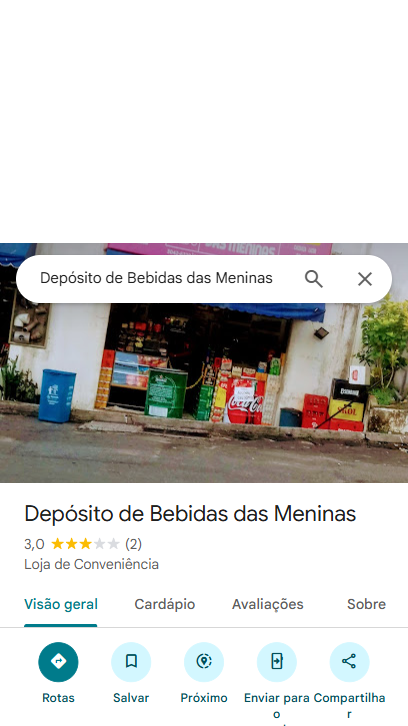 DAS MENINAS
Depósito de Bebidas das Meninas
Coca-Cola
SKOL
Depósito de Bebidas das Meninas
3,0 (2)
Loja de Conveniência
Visão geral Cardápio Avaliações Sobre
Rotas Salvar Próximo Enviar para o Compartilhar